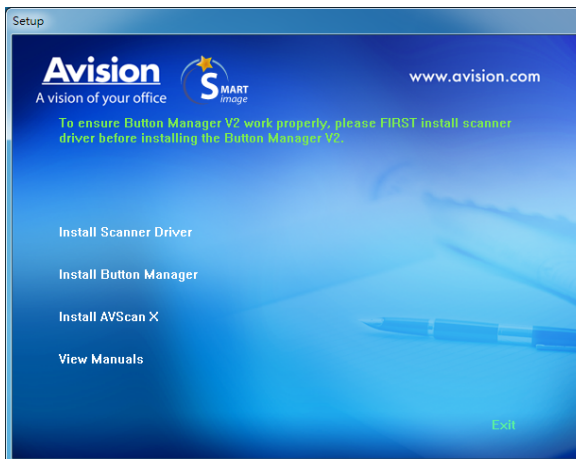 Setup
Avision
A vision of your office
SMART
image
www.avision.com
To ensure Button Manager V2 work properly, please FIRST install scanner
driver before installing the Button Manager V2.
Install Scanner Driver
Install Button Manager
Install AVScan X
View Manuals
Exit